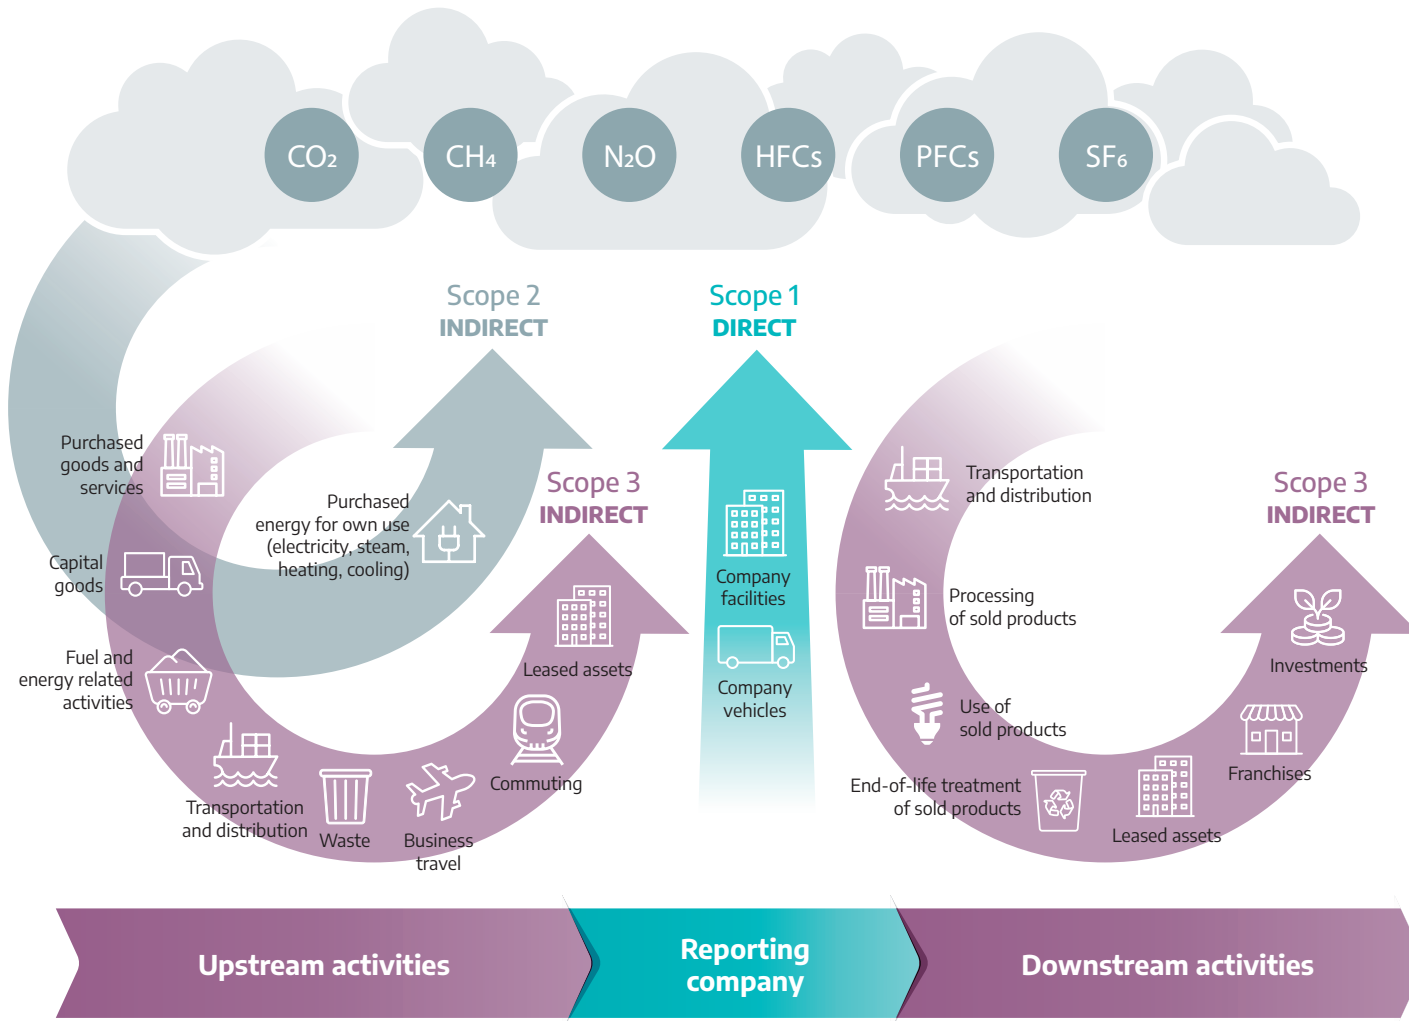 CO₂
CH₄
N₂O
HFCs
PFCs
SF₆
Scope 2
INDIRECT
Scope 1
DIRECT
Purchased
goods and
services
Capital
goods
Fuel and
energy related
activities
Transportation
and distribution
Waste
Business
travel
Commuting
Leased assets
Scope 3
INDIRECT
Purchased
energy for own use
(electricity, steam,
heating, cooling)
Company
facilities
Company
vehicles
Transportation
and distribution
Processing
of sold products
Use of
sold products
End-of-life treatment
of sold products
Leased assets
Franchises
Investments
Scope 3
INDIRECT
Upstream activities
Reporting
company
Downstream activities